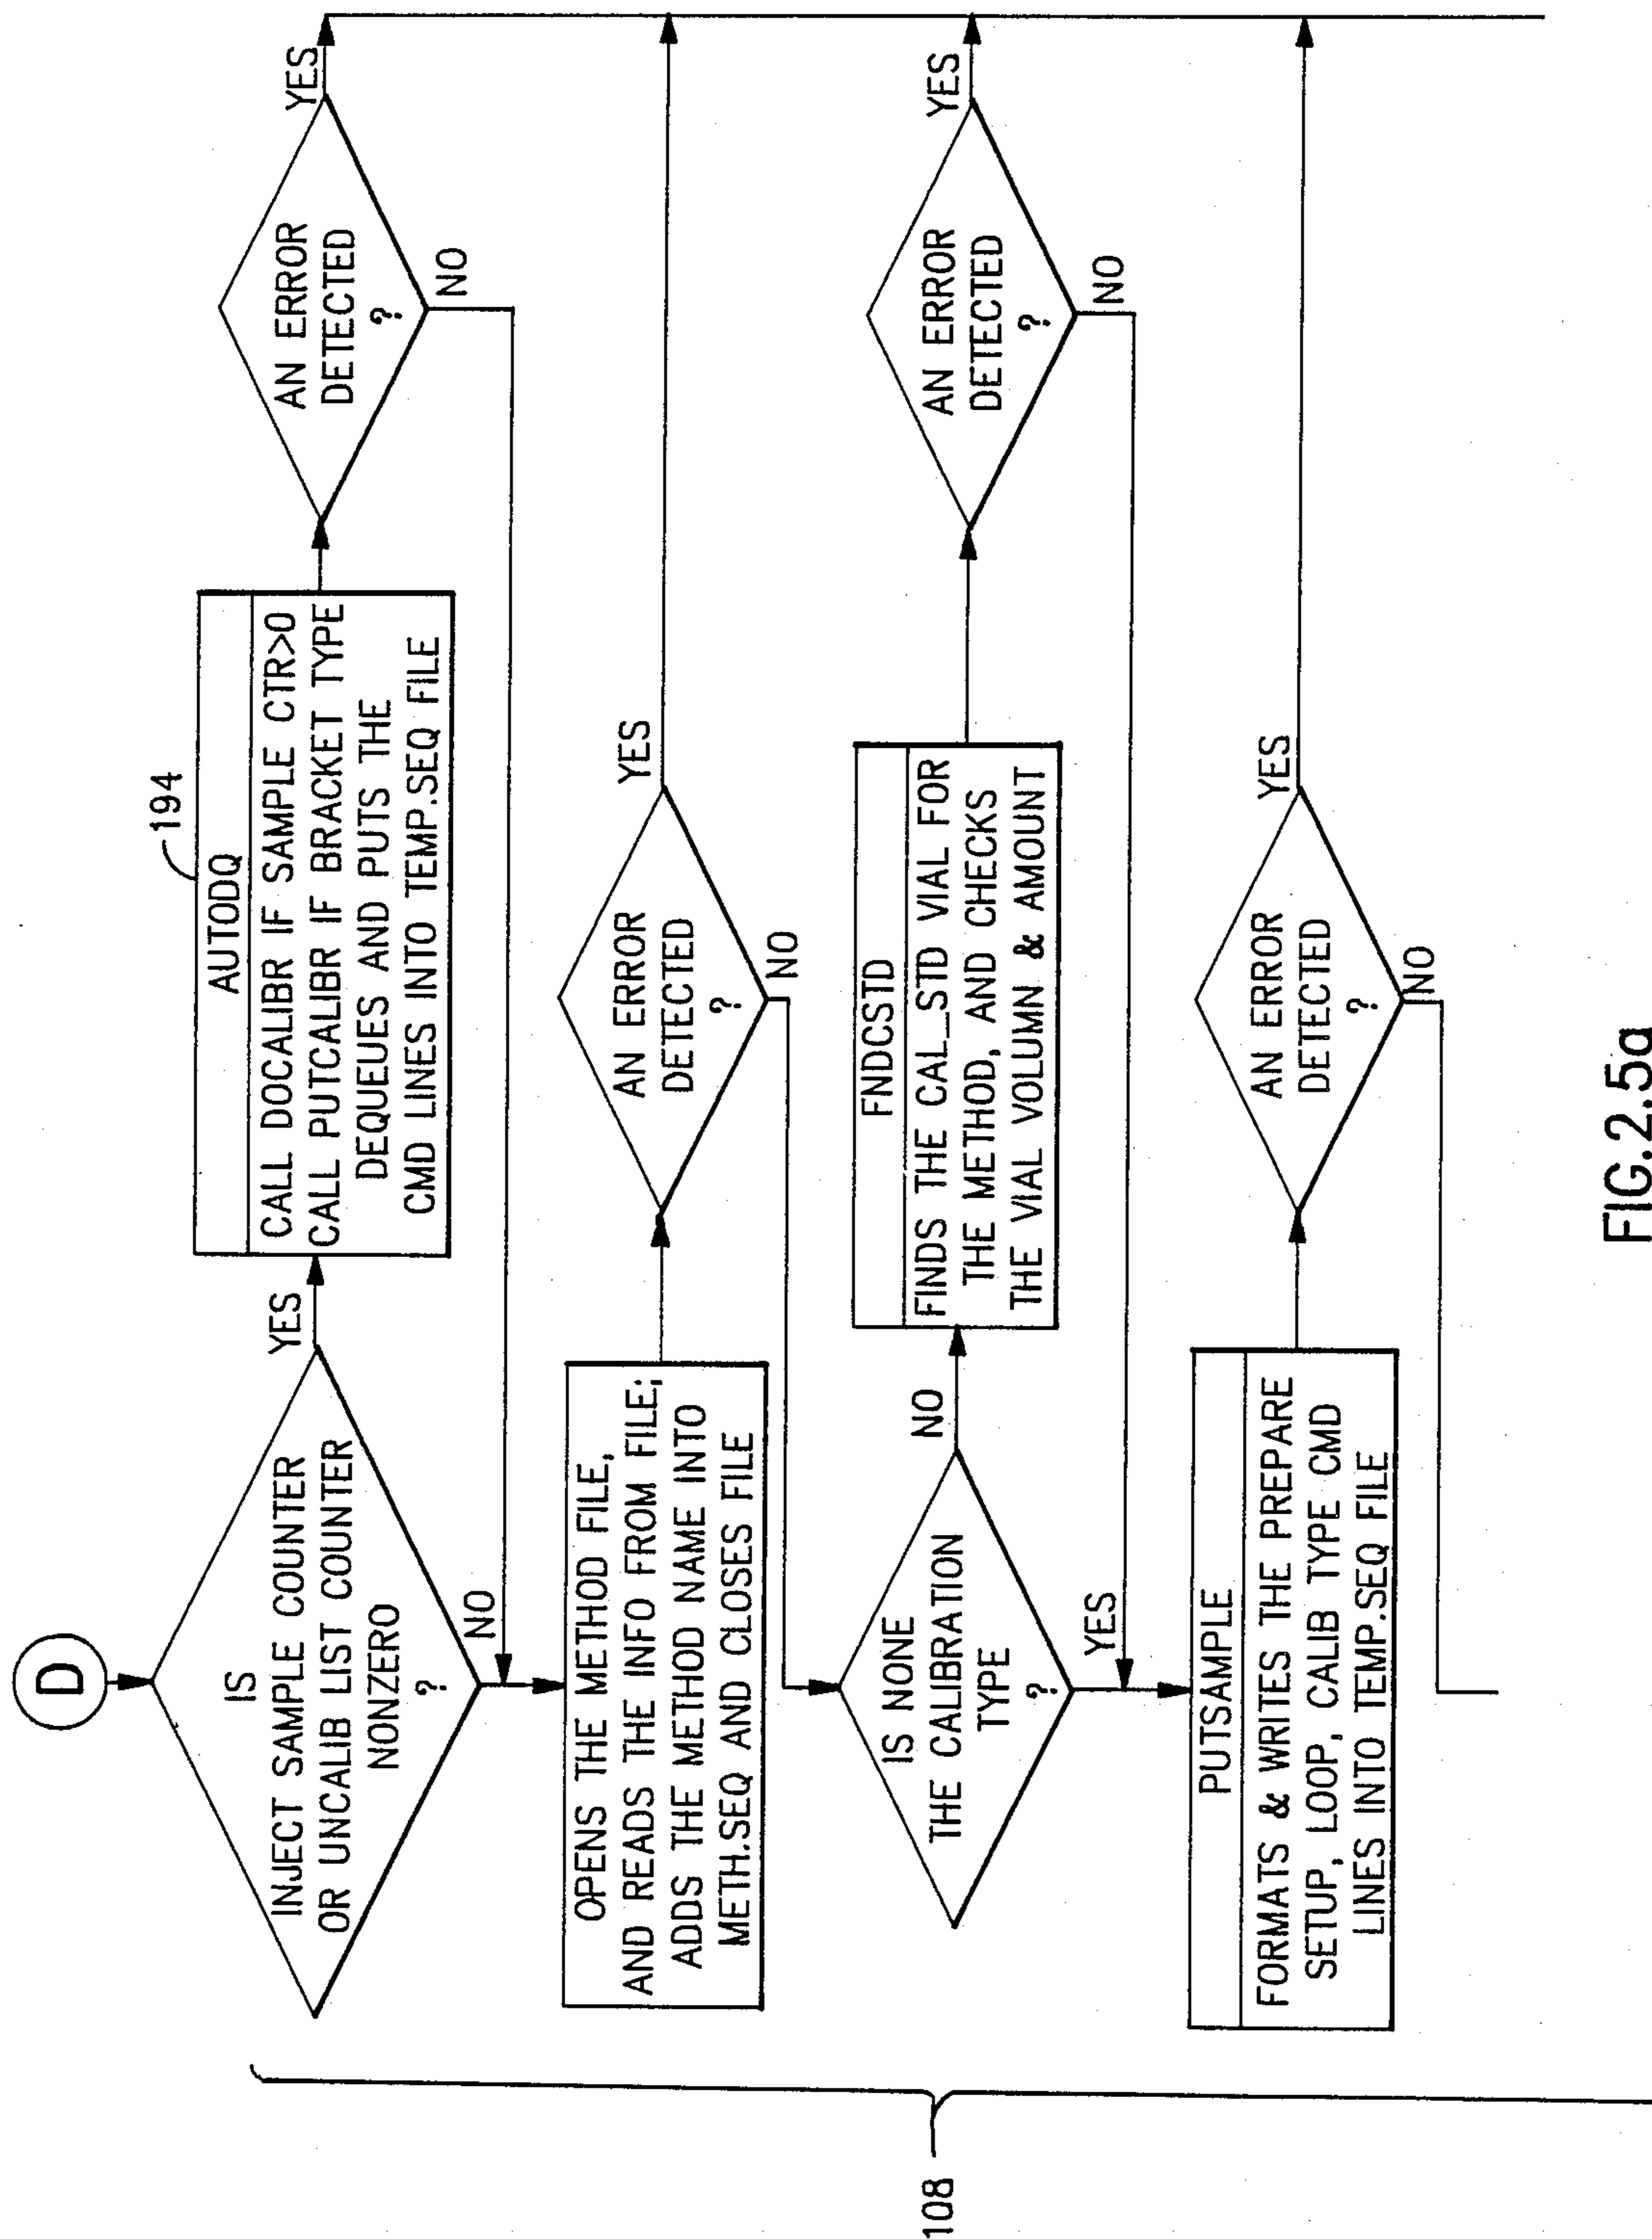 D
IS
INJECT SAMPLE COUNTER
OR UNCALIB LIST COUNTER
NONZERO
?
YES
NO
194
AUTODQ
CALL DOCALIBR IF SAMPLE CTR>0
CALL PUTCALIBR IF BRACKET TYPE
DEQUEUES AND PUTS THE
CMD LINES INTO TEMP.SEQ FILE
AN ERROR
DETECTED
?
YES
NO
OPENS THE METHOD FILE,
AND READS THE INFO FROM FILE;
ADDS THE METHOD NAME INTO
METH.SEQ AND CLOSES FILE
AN ERROR
DETECTED
?
YES
NO
IS NONE
THE CALIBRATION
TYPE
?
NO
YES
FNDCSTD
FINDS THE CAL_STD VIAL FOR
THE METHOD, AND CHECKS
THE VIAL VOLUMN & AMOUNT
AN ERROR
DETECTED
?
YES
NO
PUTSAMPLE
FORMATS & WRITES THE PREPARE
SETUP, LOOP, CALIB TYPE CMD
LINES INTO TEMP.SEQ FILE
AN ERROR
DETECTED
?
YES
NO
108
FIG.2.5a